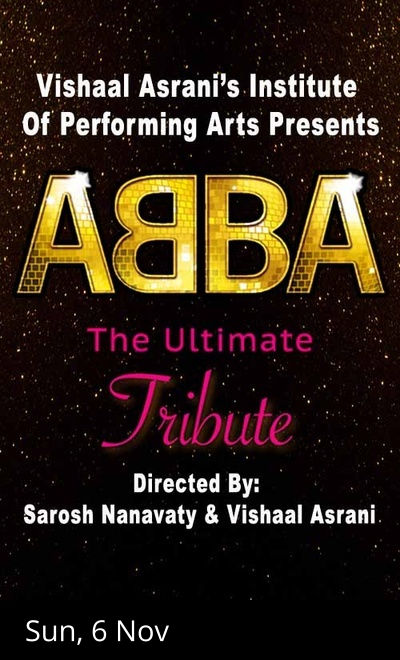 Vishaal Asrani's Institute
Of Performing Arts Presents
ABBA
The Ultimate
Tribute
Directed By:
Sarosh Nanavaty & Vishaal Asrani
Sun, 6 Nov